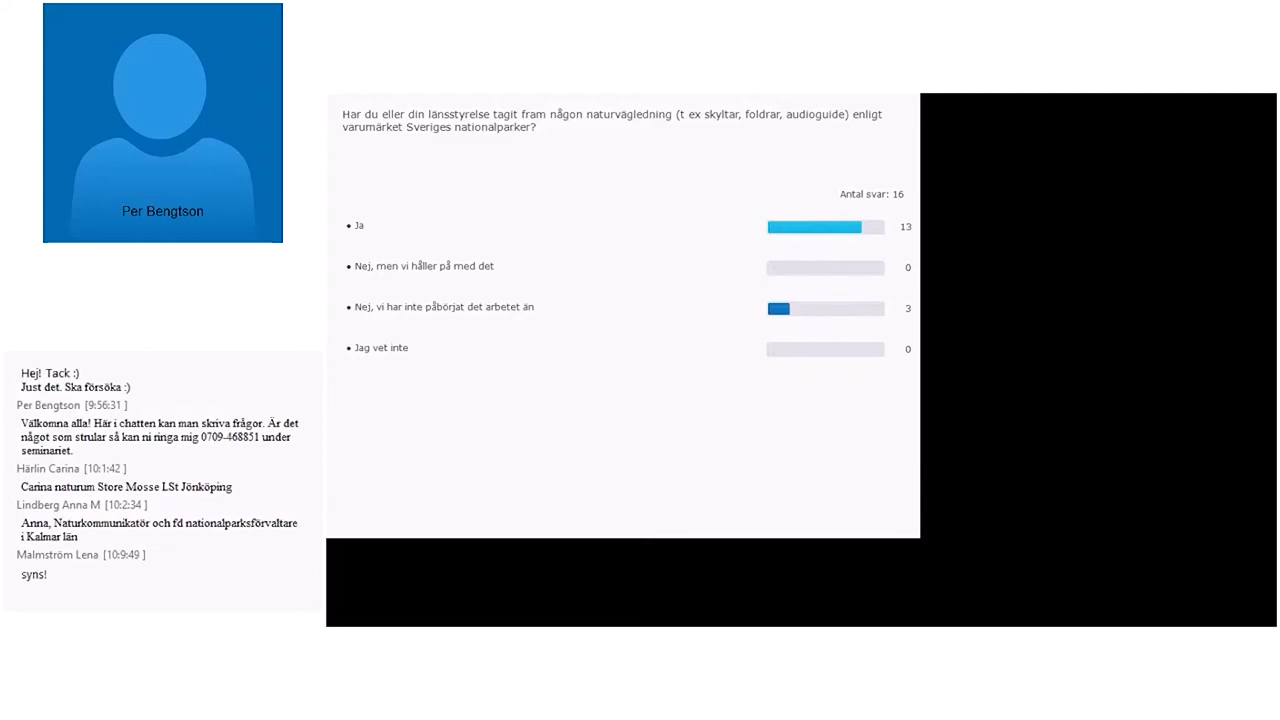 Per Bengtson
Har du eller din länsstyrelse tagit fram någon naturvägledning (t ex skyltar, foldrar, audioguide) enligt
varumärket Sveriges nationalparker?
Antal svar: 16
• Ja 13
• Nej, men vi håller på med det 0
• Nej, vi har inte påbörjat det arbetet än 3
• Jag vet inte 0
Hej! Tack :)
Just det. Ska försöka :)
Per Bengtson [9:56:31 ]
Välkomna alla! Här i chatten kan man skriva frågor. Är det
något som strular så kan ni ringa mig 0709-468851 under
seminariet.
Härlin Carina [10:1:42 ]
Carina naturum Store Mosse LSt Jönköping
Lindberg Anna M [10:2:34 ]
Anna, Naturkommunikatör och fd nationalparksförvaltare
i Kalmar län
Malmström Lena [10:9:49 ]
syns!